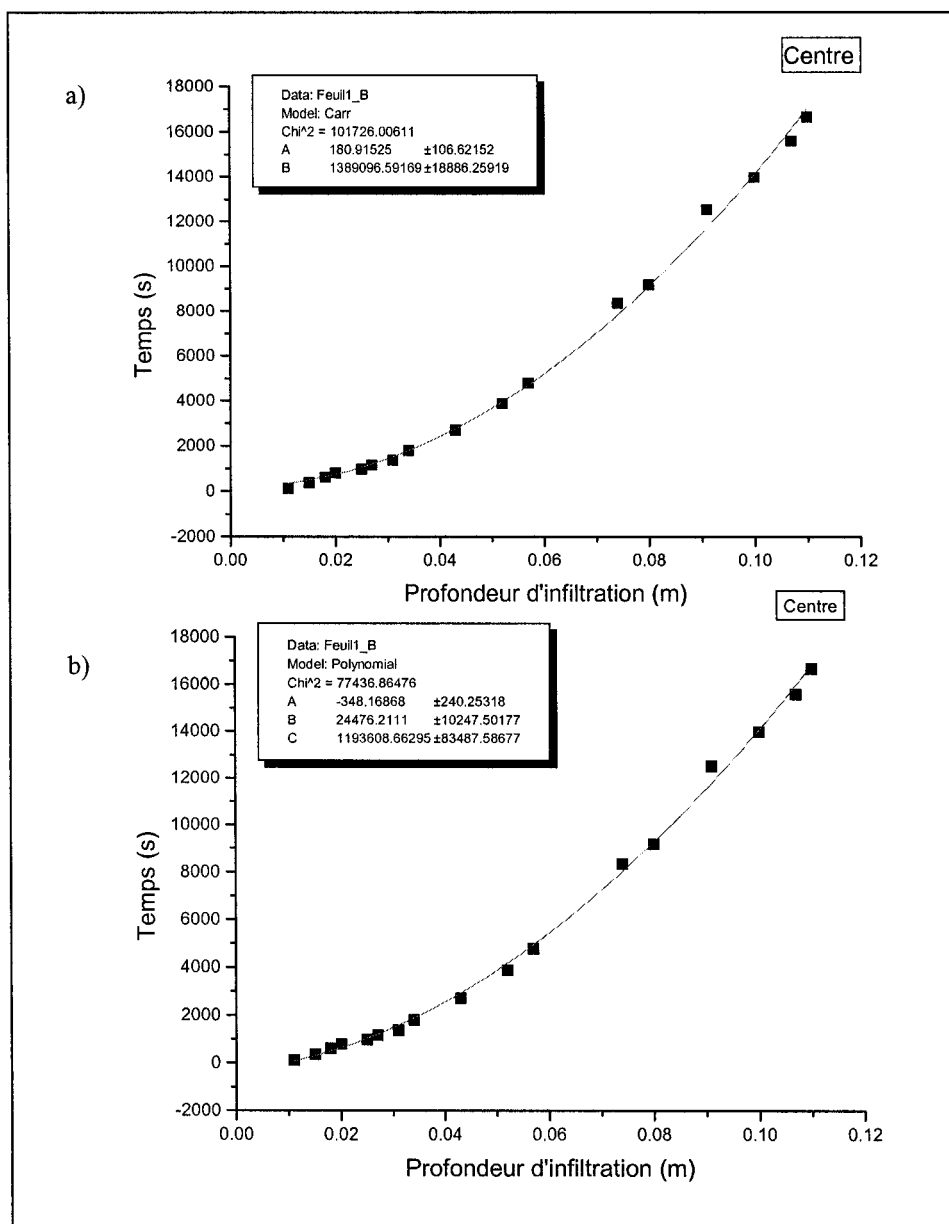 Centre
a)
Data: Feuil1_B
Model: Carr
Chi^2 = 101726.00611
A 180.91525 ±106.62152
B 1389096.59169 ±18886.25919
18000
16000
14000
12000
10000
8000
6000
4000
2000
0
-2000
Temps (s)
0.00 0.02 0.04 0.06 0.08 0.10 0.12
Profondeur d'infiltration (m)
Centre
b)
Data: Feuil1_B
Model: Polynomial
Chi^2 = 77436.86476
A -348.16868 ±240.25318
B 24476.2111 ±10247.50177
C 1193608.66295 ±83487.58677
18000
16000
14000
12000
10000
8000
6000
4000
2000
0
-2000
Temps (s)
0.00 0.02 0.04 0.06 0.08 0.10 0.12
Profondeur d'infiltration (m)